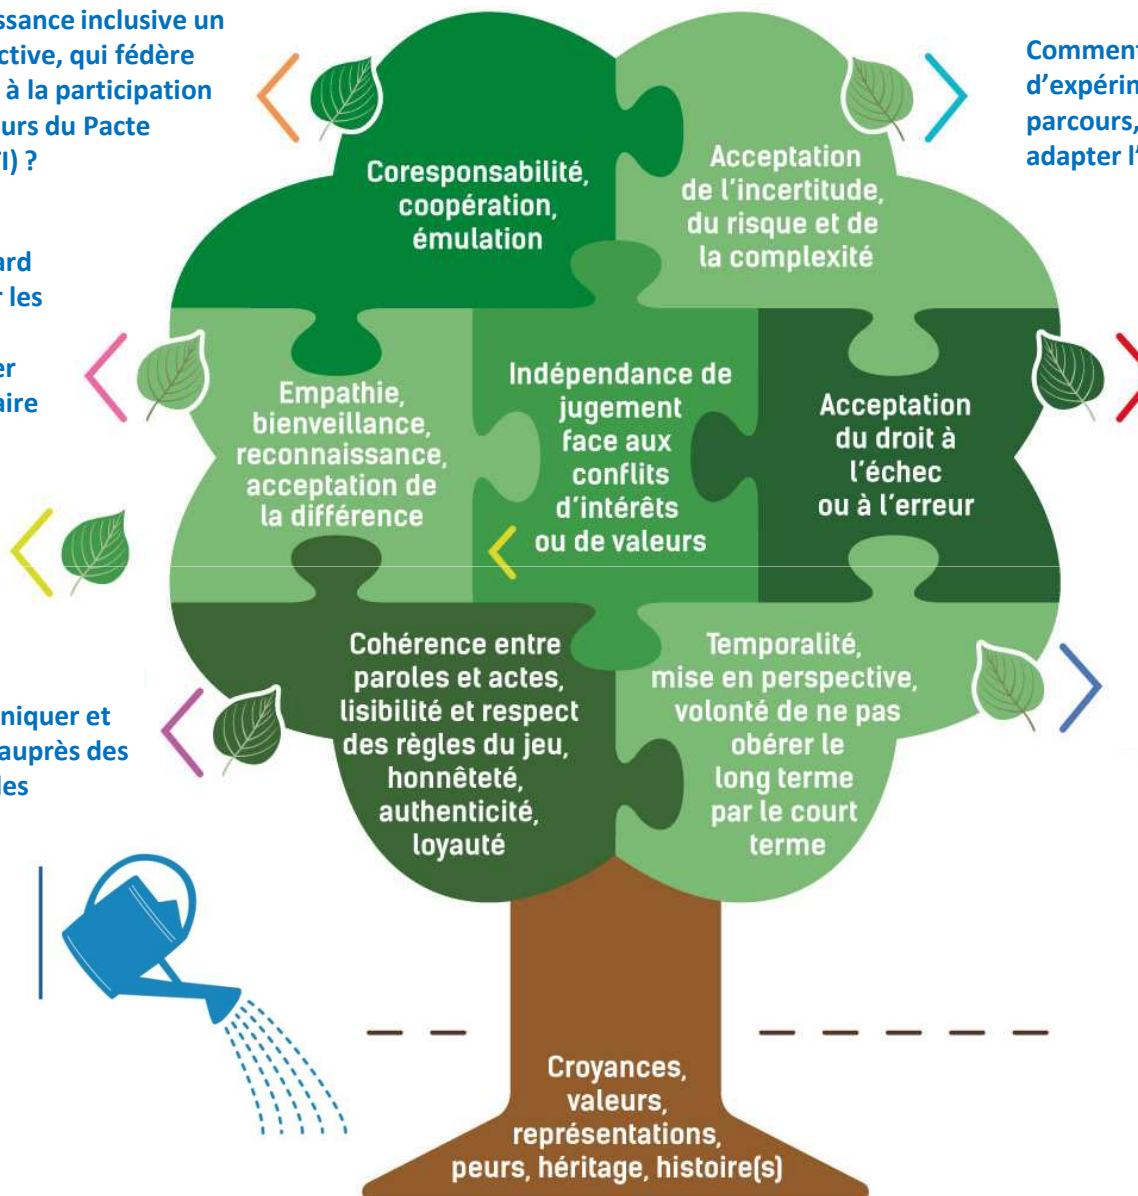 ssance inclusive un
ctive, qui fédère
à la participation
urs du Pacte
I) ?
Comment
d'expérin
parcours,
adapter l'
Coresponsabilité,
coopération,
émulation
Acceptation
de l'incertitude,
du risque et de
la complexité
ard
r les
er
aire
Empathie,
bienveillance,
reconnaissance,
acceptation de
la différence
Indépendance de
jugement
face aux
conflits
d'intérêts
ou de valeurs
Acceptation
du droit à
l'échec
ou à l'erreur
niquer et
auprès des
les
Cohérence entre
paroles et actes,
lisibilité et respect
des règles du jeu,
honnêteté,
authenticité,
loyauté
Temporalité,
mise en perspective,
volonté de ne pas
obérer le
long terme
par le court
terme
Croyances,
valeurs,
représentations,
peurs, héritage, histoire(s)